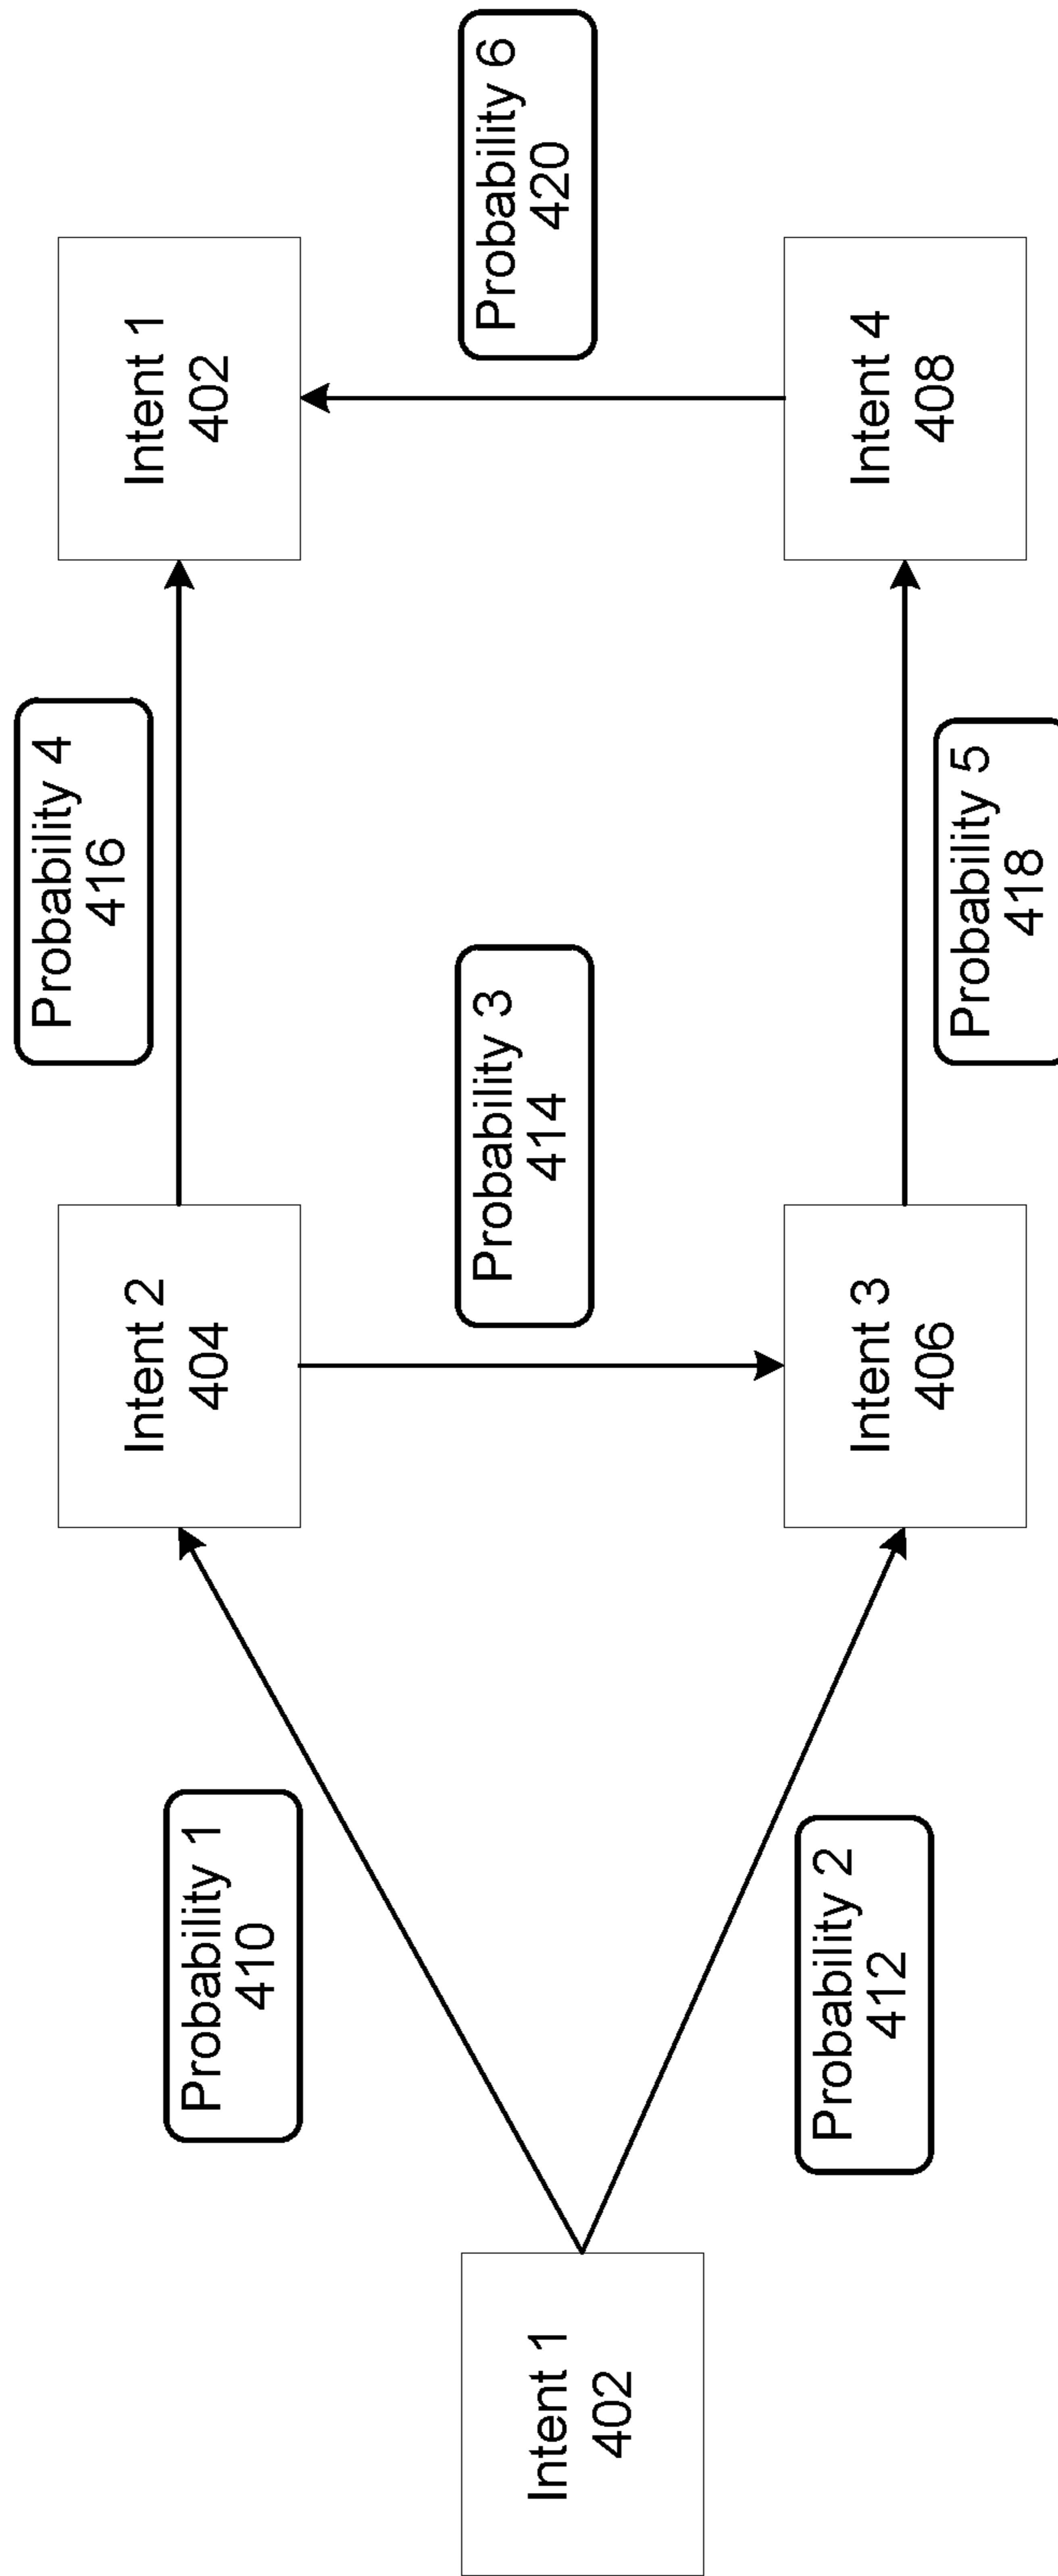 Intent 1
402
Probability 1
410
Probability 2
412
Intent 2
404
Probability 3
414
Intent 3
406
Probability 4
416
Probability 5
418
Intent 1
402
Probability 6
420
Intent 4
408